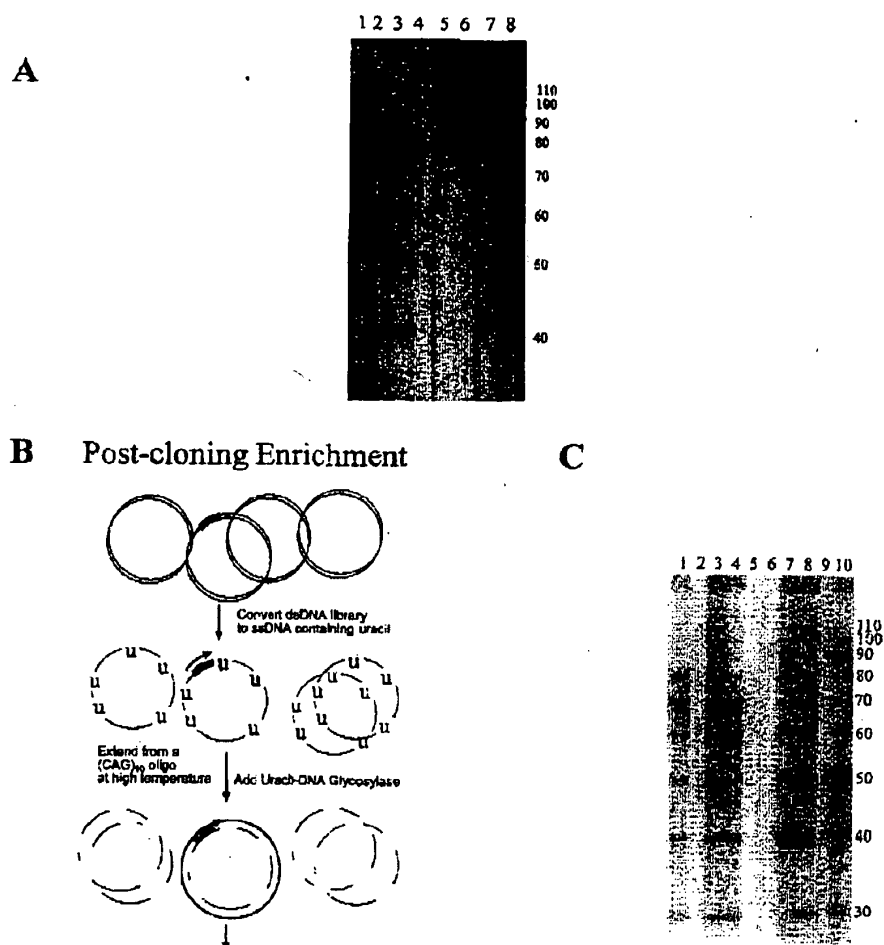 A
1 2 3 4 5 6 7 8
110
100
90
80
70
60
50
40
B Post-cloning Enrichment
Convert dsDNA library
to ssDNA containing uracil
u u u u u u
u u u u u u
Extend from a
oligo
at high temperature
Add Uracil-DNA Glycosylase
C
1 2 3 4 5 6 7 8 9 10
110
100
90
80
70
60
50
40
30